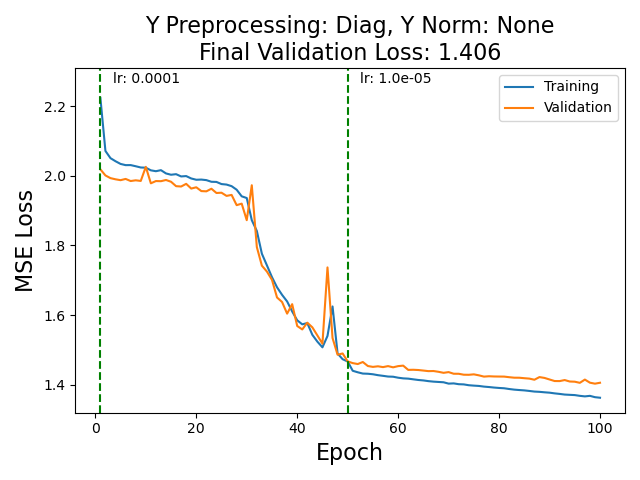 Y Preprocessing: Diag, Y Norm: None
Final Validation Loss: 1.406
lr: 0.0001
lr: 1.0e-05
Training
Validation
MSE Loss
2.2
2.0
1.8
1.6
1.4
0
20
40
60
80
100
Epoch